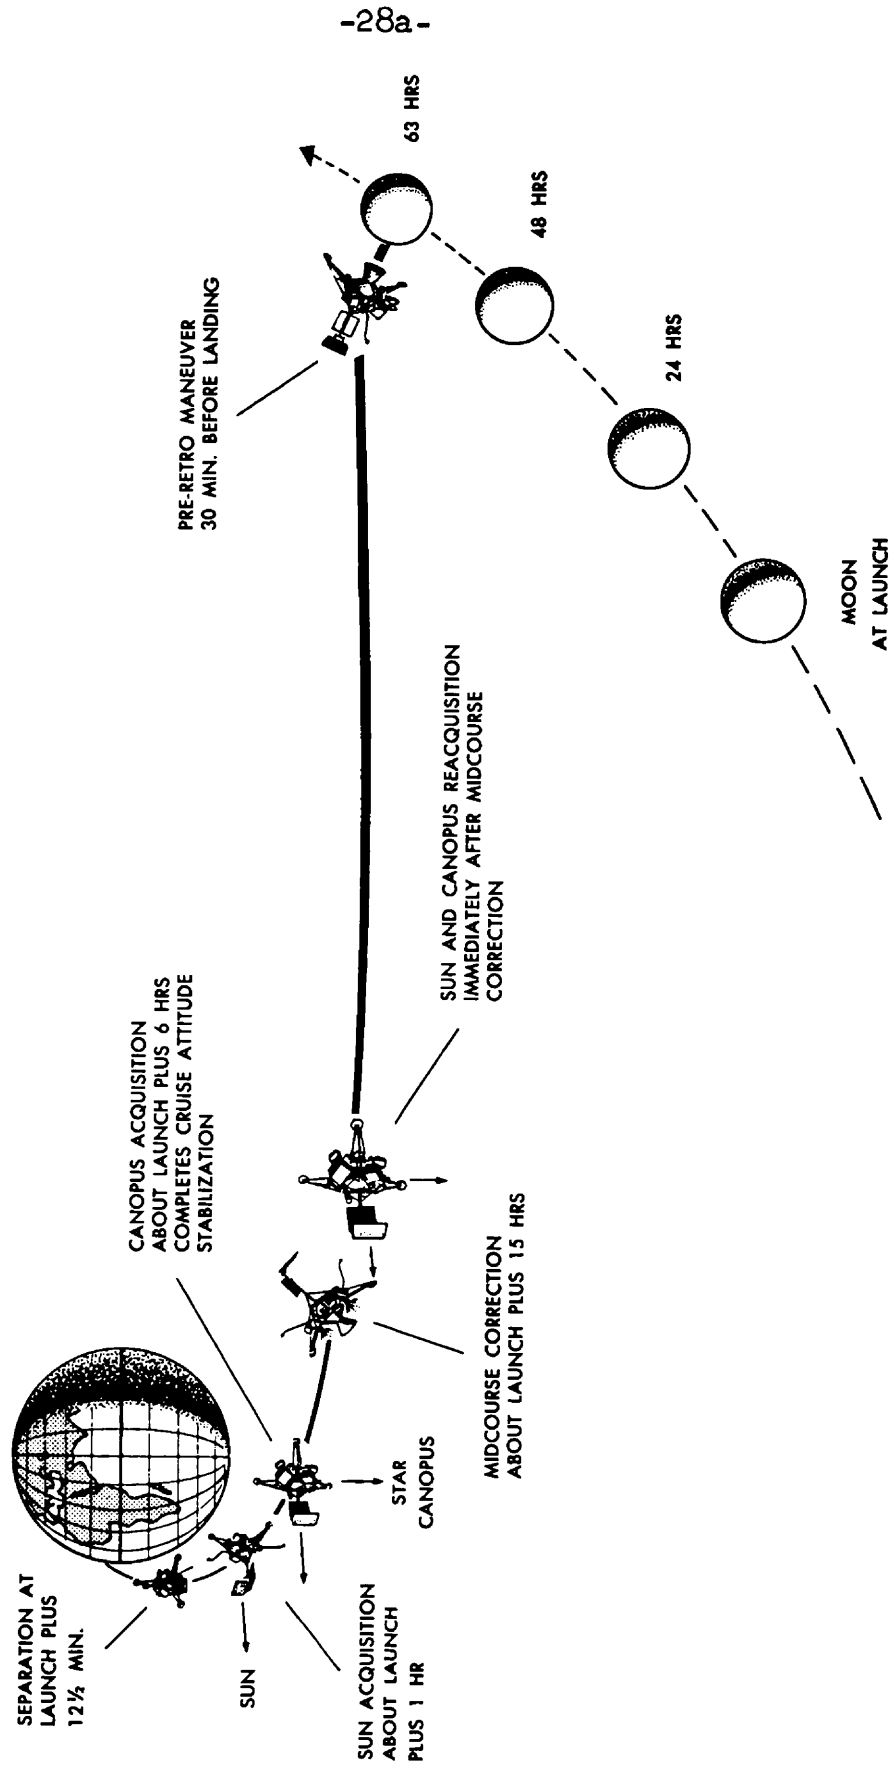 -28a-
SEPARATION AT
LAUNCH PLUS
12½ MIN.
SUN
SUN ACQUISITION
ABOUT LAUNCH
PLUS 1 HR
CANOPUS ACQUISITION
ABOUT LAUNCH PLUS 6 HRS
COMPLETES CRUISE ATTITUDE
STABILIZATION
STAR
CANOPUS
MIDCOURSE CORRECTION
ABOUT LAUNCH PLUS 15 HRS
SUN AND CANOPUS REACQUISITION
IMMEDIATELY AFTER MIDCOURSE
CORRECTION
PRE-RETRO MANEUVER
30 MIN. BEFORE LANDING
MOON
AT LAUNCH
24 HRS
48 HRS
63 HRS